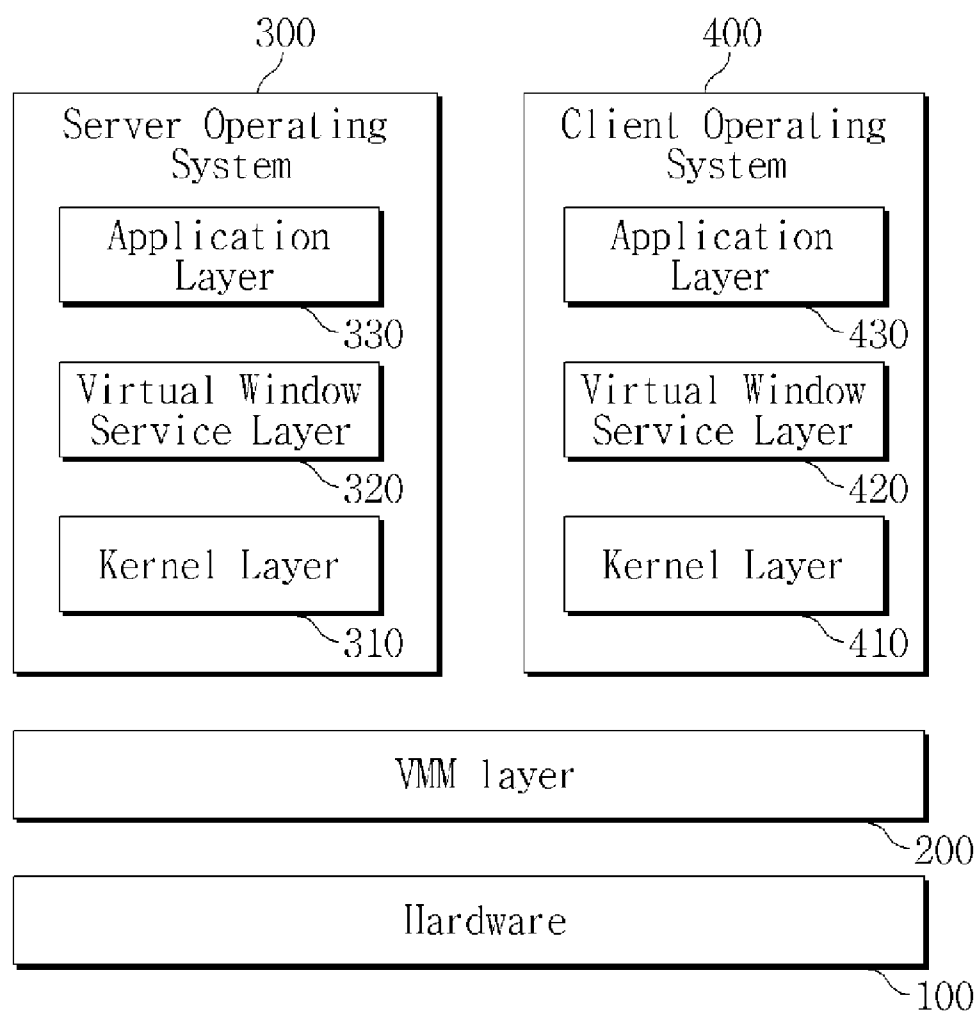 300
Server Operating
System
Application
Layer
330
Virtual Window
Service Layer
320
Kernel Layer
310
400
Client Operating
System
Application
Layer
430
Virtual Window
Service Layer
420
Kernel Layer
410
VMM layer
200
Hardware
100